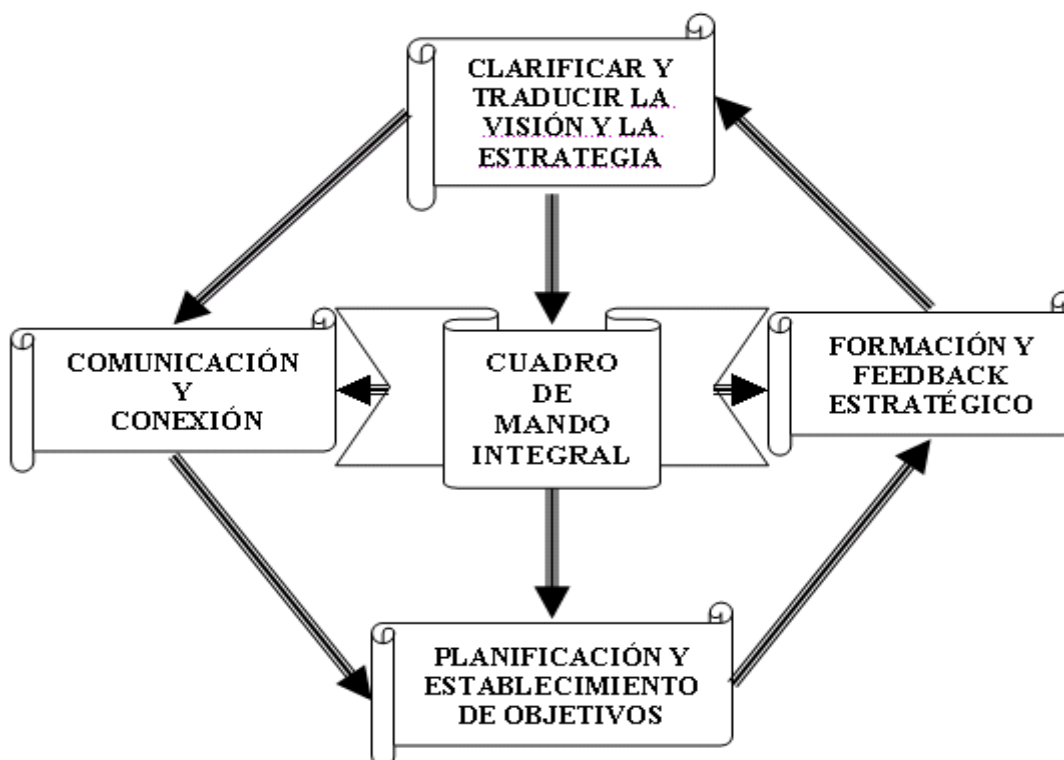 CLARIFICAR Y
TRADUCIR LA
VISIÓN Y LA
ESTRATEGIA
COMUNICACIÓN
Y
CONEXIÓN
CUADRO
DE
MANDO
INTEGRAL
FORMACIÓN Y
FEEDBACK
ESTRATÉGICO
PLANIFICACIÓN Y
ESTABLECIMIENTO
DE OBJETIVOS